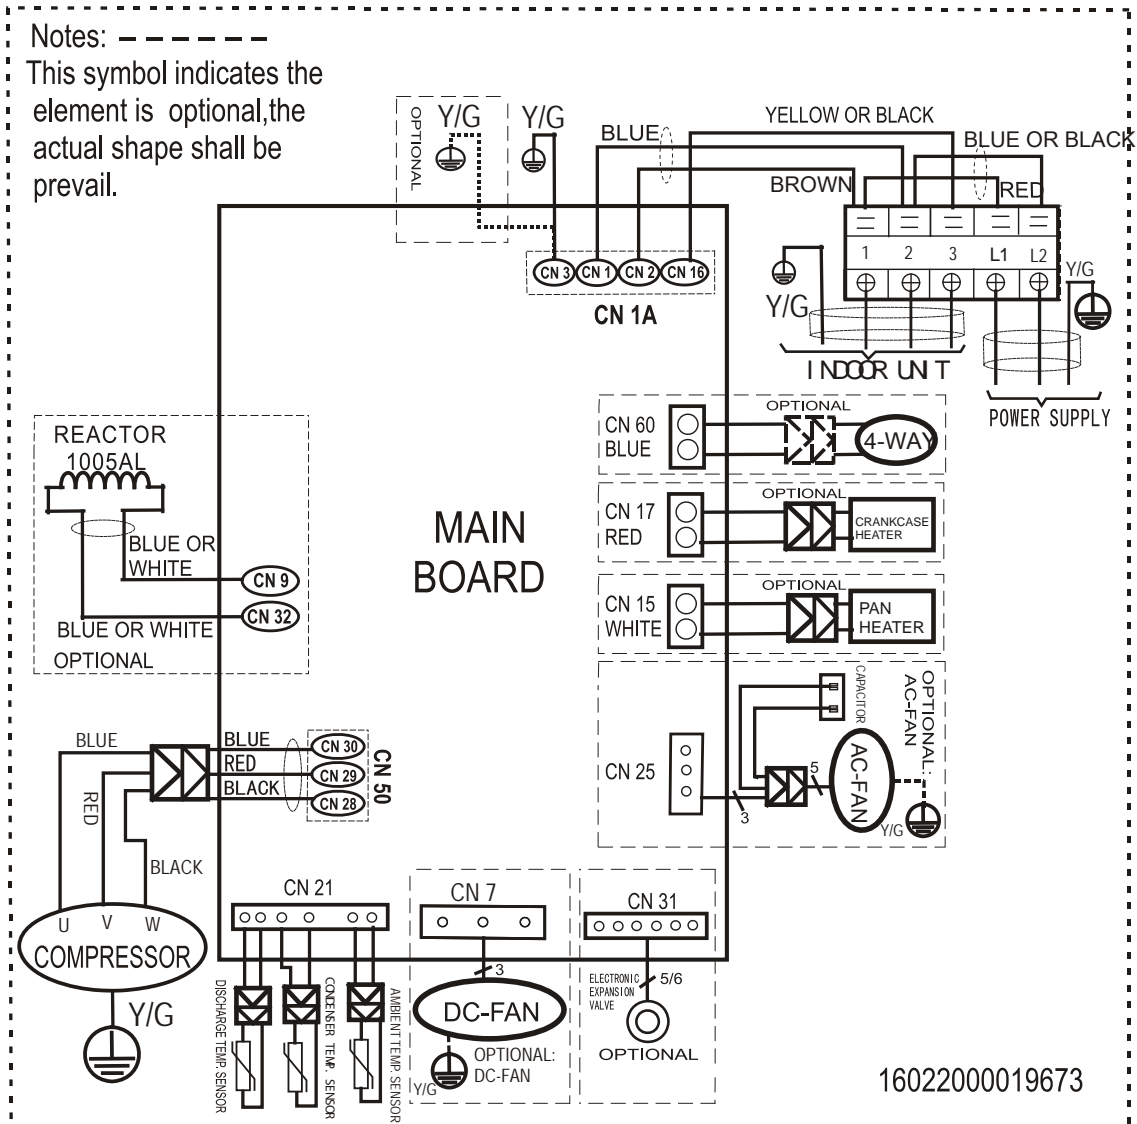 Notes:
This symbol indicates the
element is optional,the
actual shape shall be
prevail.
OPTIONAL
Y/G
Y/G
BLUE
YELLOW OR BLACK
BLUE OR BLACK
BROWN
RED
CN 3
CN 1
CN 2
CN 16
CN 1A
1
2
3
L1
L2
Y/G
Y/G
INDOOR UNIT
POWER SUPPLY
REACTOR
1005AL
BLUE OR
WHITE
CN 9
CN 32
BLUE OR WHITE
OPTIONAL
MAIN
BOARD
CN 60
BLUE
OPTIONAL
4-WAY
CN 17
RED
OPTIONAL
CRANKCASE
HEATER
CN 15
WHITE
OPTIONAL
PAN
HEATER
CN 25
3
5
CAPACITOR
AC-FAN
OPTIONAL:
AC-FAN
Y/G
BLUE
RED
BLACK
BLUE
RED
BLACK
CN 30
CN 29
CN 28
CN 50
U
V
W
COMPRESSOR
Y/G
CN 21
DISCHARGE TEMP. SENSOR
CONDENSER TEMP. SENSOR
AMBIENT TEMP. SENSOR
CN 7
3
DC-FAN
Y/G
OPTIONAL:
DC-FAN
CN 31
ELECTRONIC
EXPANSION
VALVE
5/6
OPTIONAL
16022000019673